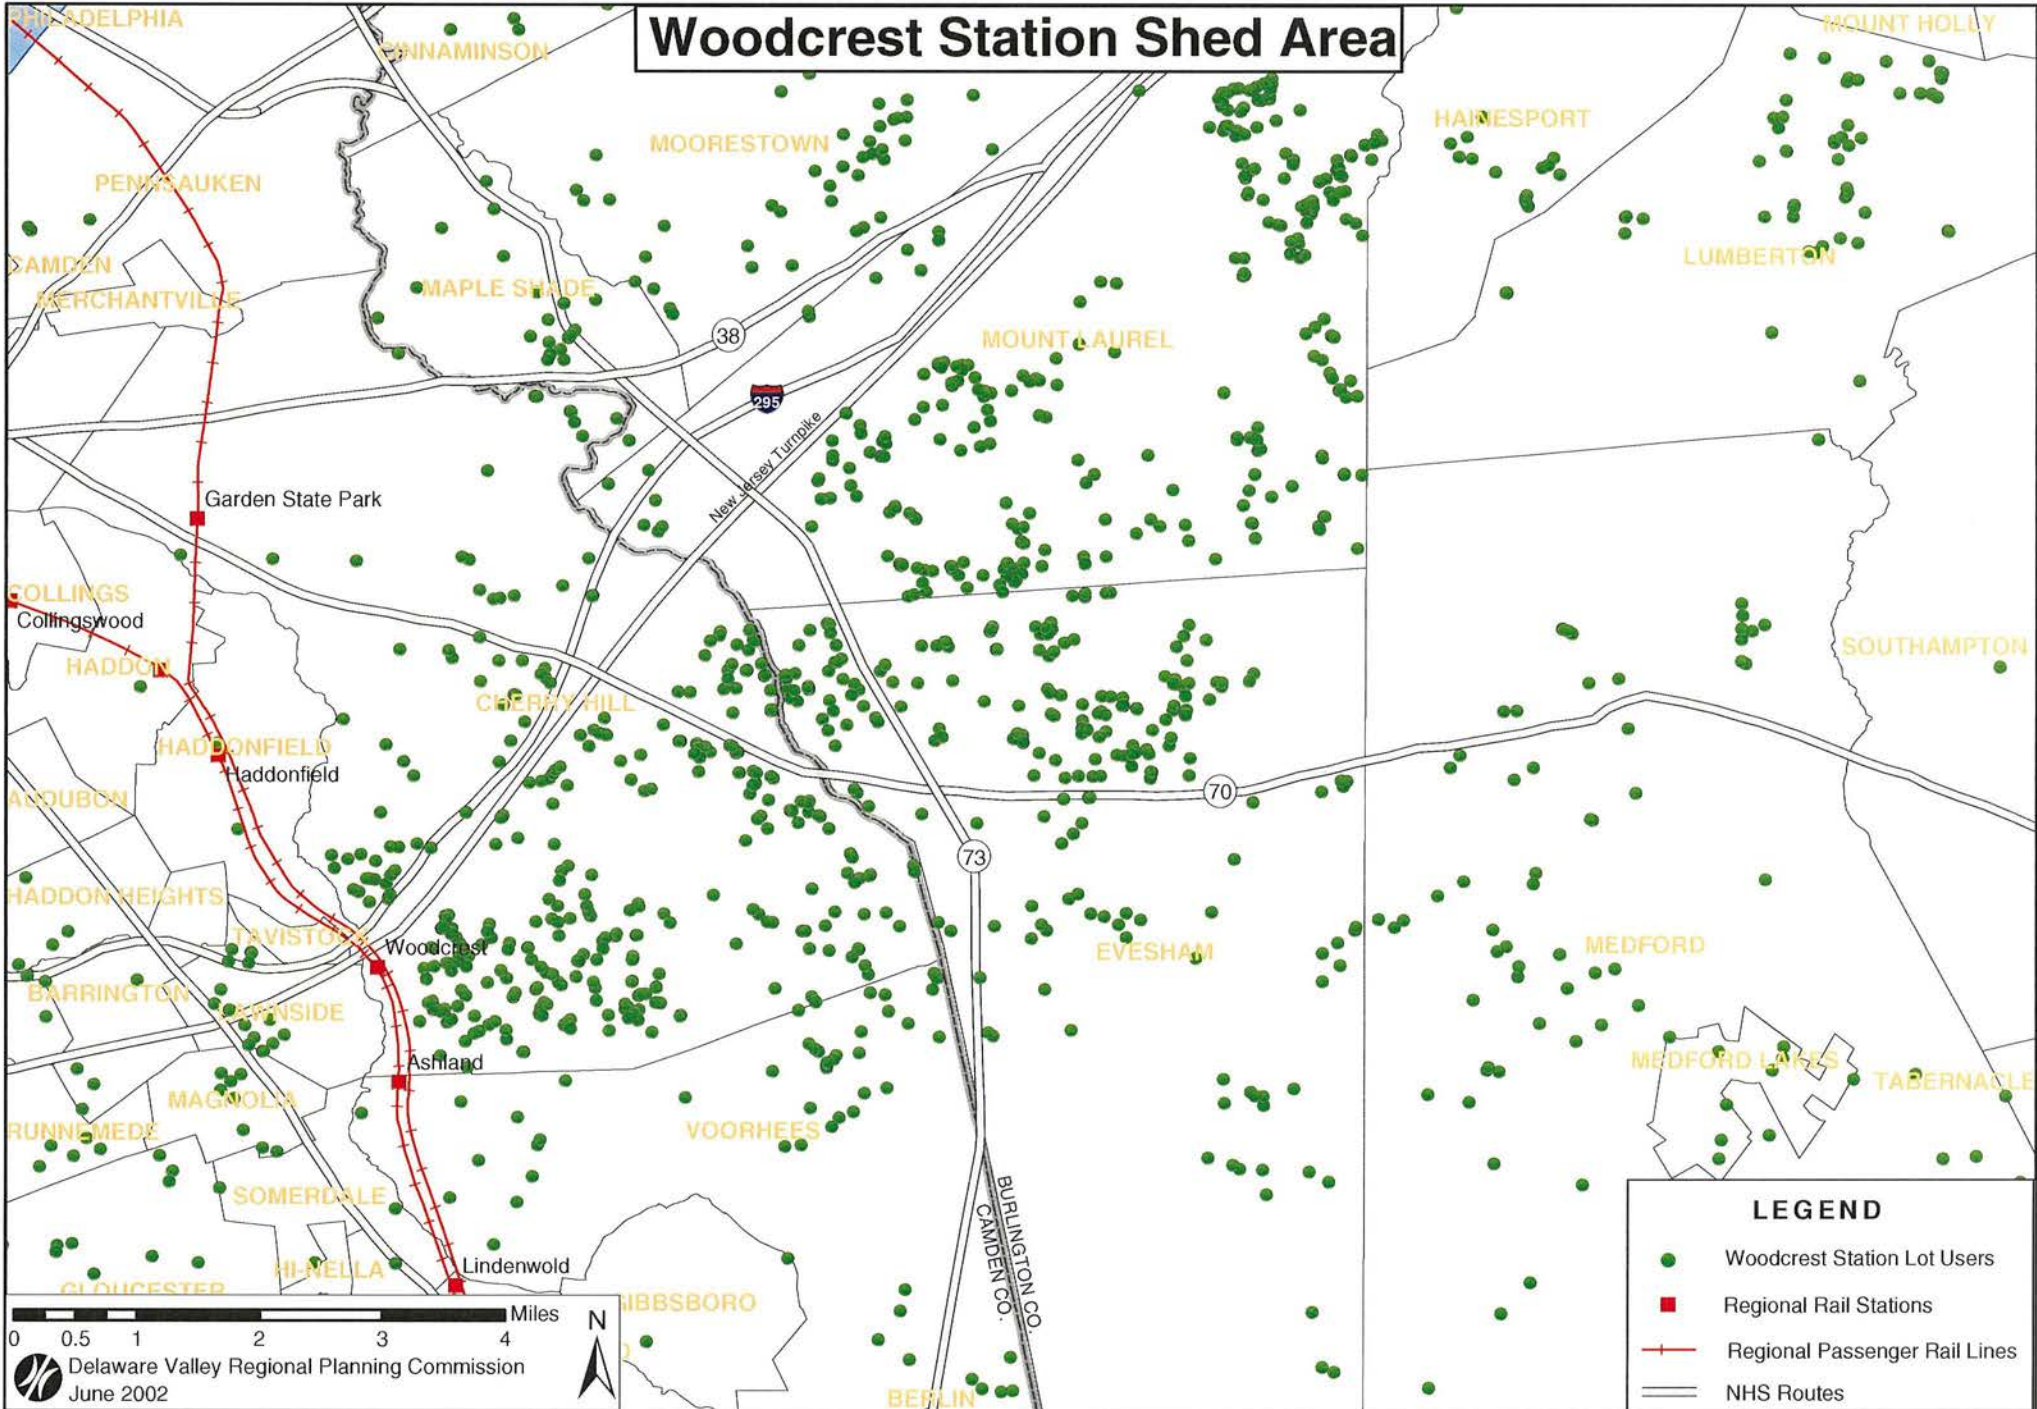 Woodcrest Station Shed Area
PHILADELPHIA
CINNAMINSON
MOUNT HOLLY
MOORESTOWN
HAINESPORT
PENNSAUKEN
CAMDEN
MERCHANTVILLE
MAPLE SHADE
LUMBERTON
38
MOUNT LAUREL
295
New Jersey Turnpike
Garden State Park
COLLINGS
Collingswood
HADDON
SOUTHAMPTON
CHERRY HILL
HADDONFIELD
Haddonfield
AUDUBON
70
73
HADDON HEIGHTS
TAVISTOCK
Woodcrest
EVESHAM
MEDFORD
BARRINGTON
LAWNSIDE
Ashland
MEDFORD LAKES
TABERNACLE
MAGNOLIA
RUNNEMEDE
VOORHEES
SOMERDALE
BURLINGTON CO.
CAMDEN CO.
HI-NELLA
Lindenwold
GLOUCESTER
GIBBSBORO
BERLIN
LEGEND
Woodcrest Station Lot Users
Regional Rail Stations
Regional Passenger Rail Lines
NHS Routes
Miles
0 0.5 1 2 3 4
N
Delaware Valley Regional Planning Commission
June 2002